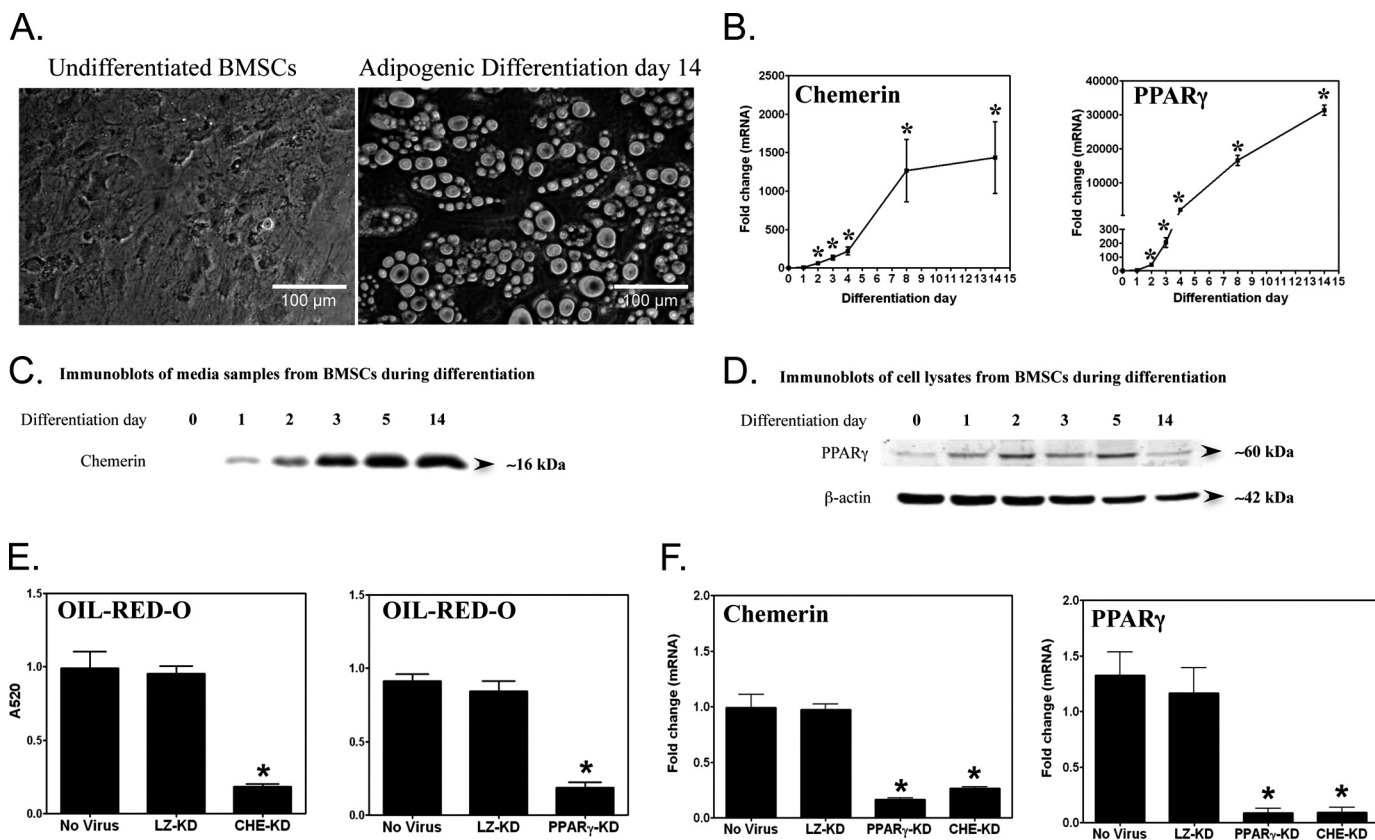 A.
Undifferentiated BMSCs
Adipogenic Differentiation day 14
100 µm
100 µm
B.
Chemerin
Fold change (mRNA)
2500
2000
1500
1000
500
0
* * * * *
0 1 2 3 4 5 6 7 8 9 10 11 12 13 14 15
Differentiation day
PPARγ
Fold change (mRNA)
40000
30000
20000
10000
300
200
100
0
* * * * *
0 1 2 3 4 5 6 7 8 9 10 11 12 13 14 15
Differentiation day
C. Immunoblots of media samples from BMSCs during differentiation
Differentiation day 0 1 2 3 5 14
Chemerin ~16 kDa
D. Immunoblots of cell lysates from BMSCs during differentiation
Differentiation day 0 1 2 3 5 14
PPARγ ~60 kDa
β-actin ~42 kDa
E.
OIL-RED-O
A520
1.5
1.0
0.5
0.0
*
No Virus LZ-KD CHE-KD
OIL-RED-O
1.5
1.0
0.5
0.0
*
No Virus LZ-KD PPARγ-KD
F.
Chemerin
Fold change (mRNA)
2.0
1.5
1.0
0.5
0.0
* *
No Virus LZ-KD PPARγ-KD CHE-KD
PPARγ
Fold change (mRNA)
2.0
1.5
1.0
0.5
0.0
* *
No Virus LZ-KD PPARγ-KD CHE-KD